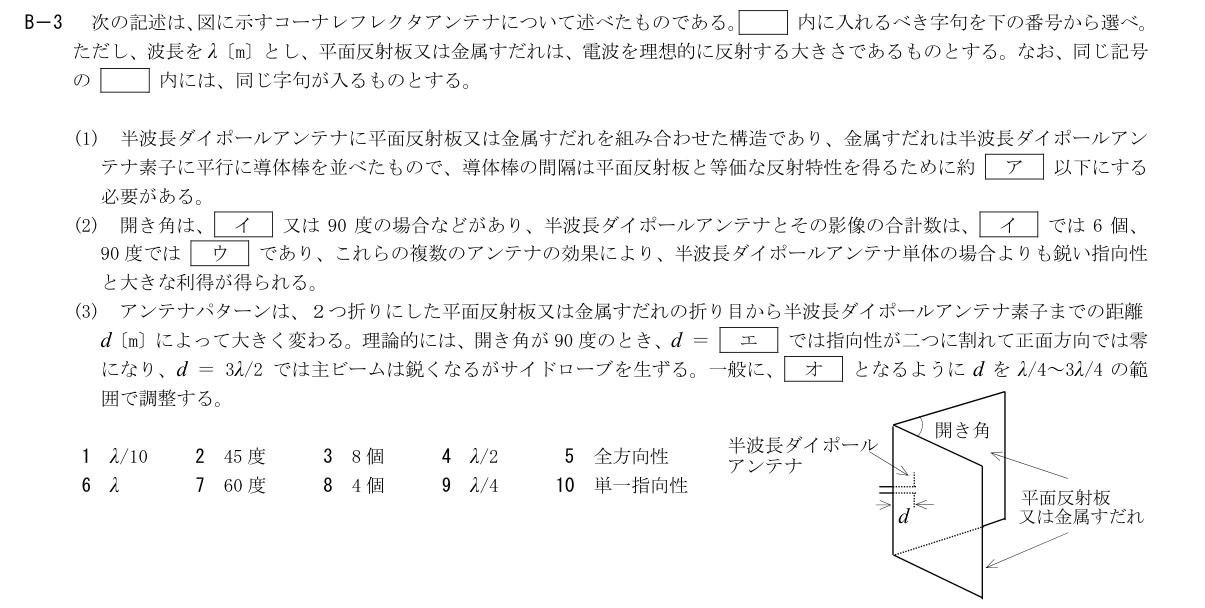 B－3　次の記述は、図に示すコーナレフレクタアンテナについて述べたものである。　　　内に入れるべき字句を下の番号から選べ。
ただし、波長をλ〔m〕とし、平面反射板又は金属すだれは、電波を理想的に反射する大きさであるものとする。なお、同じ記号
の　　　内には、同じ字句が入るものとする。
(1)　半波長ダイポールアンテナに平面反射板又は金属すだれを組み合わせた構造であり、金属すだれは半波長ダイポールアン
テナ素子に平行に導体棒を並べたもので、導体棒の間隔は平面反射板と等価な反射特性を得るために約 ア 以下にする
必要がある。
(2)　開き角は、 イ 又は 90 度の場合などがあり、半波長ダイポールアンテナとその影像の合計数は、 イ では 6 個、
90 度では ウ であり、これらの複数のアンテナの効果により、半波長ダイポールアンテナ単体の場合よりも鋭い指向性
と大きな利得が得られる。
(3)　アンテナパターンは、２つ折りにした平面反射板又は金属すだれの折り目から半波長ダイポールアンテナ素子までの距離
d〔m〕によって大きく変わる。理論的には、開き角が 90 度のとき、d ＝ エ では指向性が二つに割れて正面方向では零
になり、d ＝ 3λ/2 では主ビームは鋭くなるがサイドローブを生ずる。一般に、 オ となるように d を λ/4～3λ/4 の範
囲で調整する。
1　λ/10　2　45 度　3　8 個　4　λ/2　5　全方向性
6　λ　7　60 度　8　4 個　9　λ/4　10　単一指向性
開き角
半波長ダイポール
アンテナ
d
平面反射板
又は金属すだれ